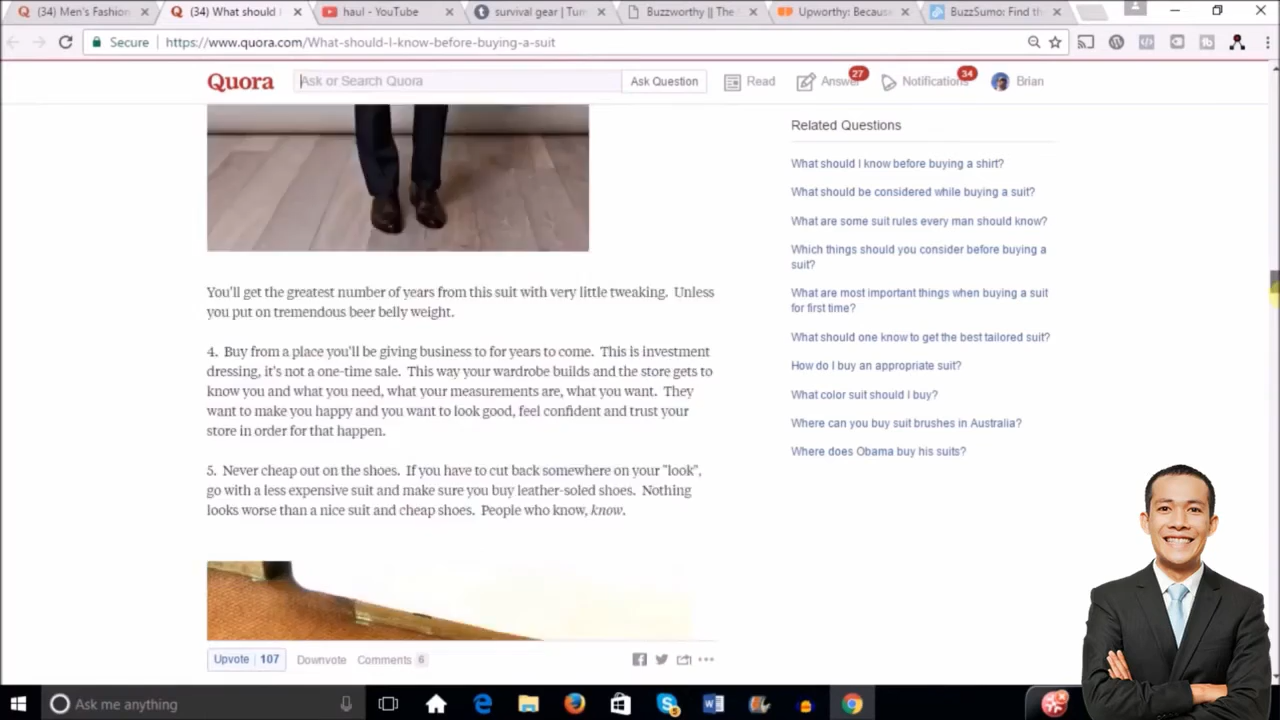 (34) Men's Fashion
(34) What should I
haul - YouTube
survival gear | Tum
Buzzworthy || The
Upworthy: Becaus
BuzzSumo: Find th
Secure
https://www.quora.com/What-should-I-know-before-buying-a-suit
Quora
Ask or Search Quora
Ask Question
Read
Answer
27
Notifications
34
Brian
You'll get the greatest number of years from this suit with very little tweaking. Unless
you put on tremendous beer belly weight.
4. Buy from a place you'll be giving business to for years to come. This is investment
dressing, it's not a one-time sale. This way your wardrobe builds and the store gets to
know you and what you need, what your measurements are, what you want. They
want to make you happy and you want to look good, feel confident and trust your
store in order for that happen.
5. Never cheap out on the shoes. If you have to cut back somewhere on your "look",
go with a less expensive suit and make sure you buy leather-soled shoes. Nothing
looks worse than a nice suit and cheap shoes. People who know, know.
Upvote | 107
Downvote
Comments 6
Related Questions
What should I know before buying a shirt?
What should be considered while buying a suit?
What are some suit rules every man should know?
Which things should you consider before buying a
suit?
What are most important things when buying a suit
for first time?
What should one know to get the best tailored suit?
How do I buy an appropriate suit?
What color suit should I buy?
Where can you buy suit brushes in Australia?
Where does Obama buy his suits?
Ask me anything